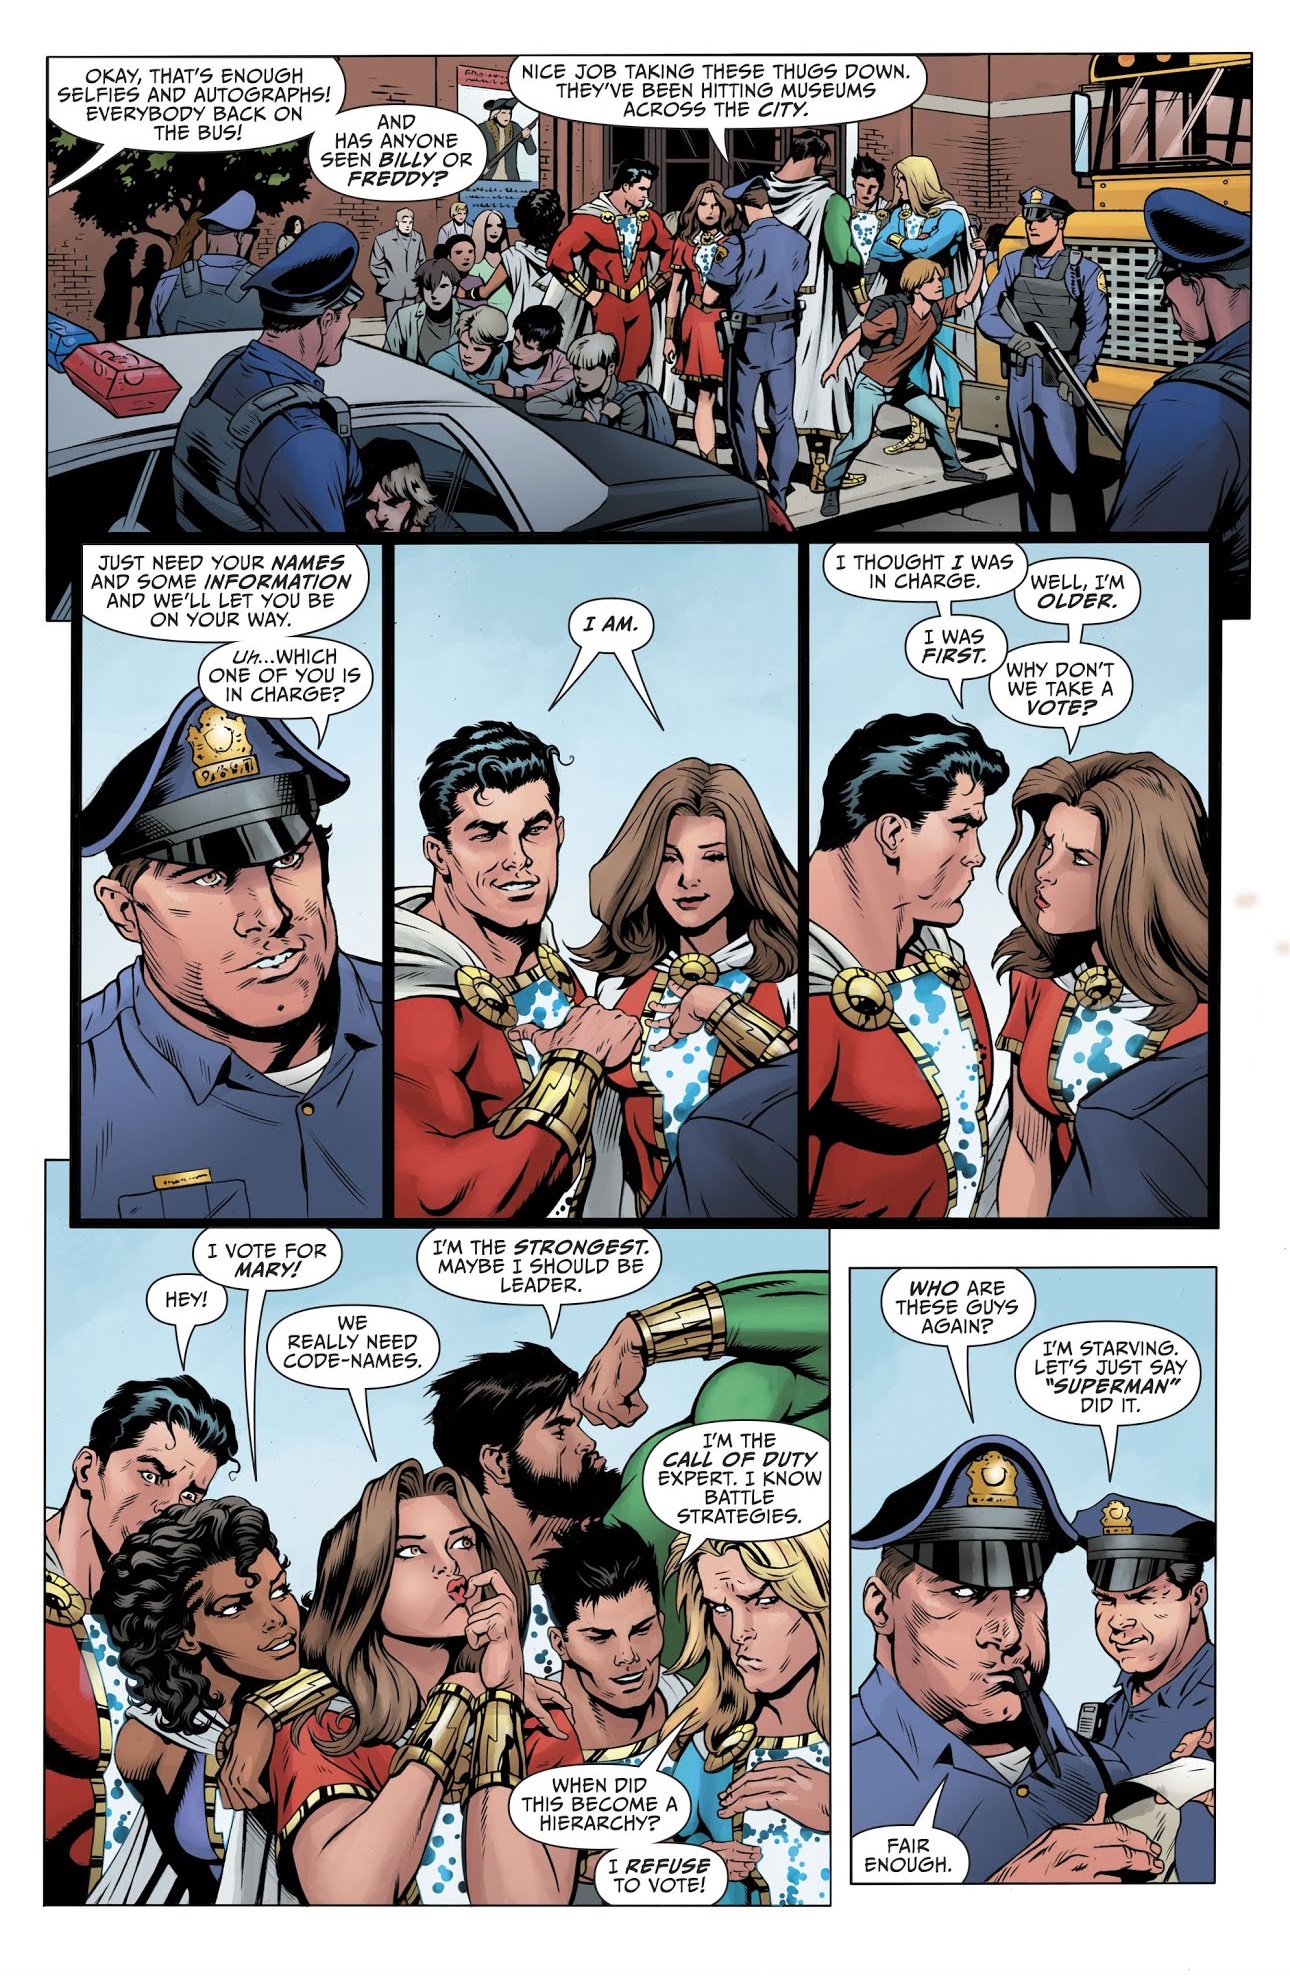 OKAY, THAT'S ENOUGH
SELFIES AND AUTOGRAPHS!
EVERYBODY BACK ON
THE BUS!
AND
HAS ANYONE
SEEN BILLY OR
FREDDY?
NICE JOB TAKING THESE THUGS DOWN.
THEY'VE BEEN HITTING MUSEUMS
ACROSS THE CITY.
JUST NEED YOUR NAMES
AND SOME INFORMATION
AND WE'LL LET YOU BE
ON YOUR WAY.
Uh...WHICH
ONE OF YOU IS
IN CHARGE?
I AM.
I THOUGHT I WAS
IN CHARGE.
WELL, I'M
OLDER.
I WAS
FIRST.
WHY DON'T
WE TAKE A
VOTE?
HEY!
I VOTE FOR
MARY!
WE
REALLY NEED
CODE-NAMES.
I'M THE STRONGEST.
MAYBE I SHOULD BE
LEADER.
I'M THE
CALL OF DUTY
EXPERT. I KNOW
BATTLE
STRATEGIES.
WHEN DID
THIS BECOME A
HIERARCHY?
I REFUSE
TO VOTE!
WHO ARE
THESE GUYS
AGAIN?
I'M STARVING.
LET'S JUST SAY
"SUPERMAN"
DID IT.
FAIR
ENOUGH.